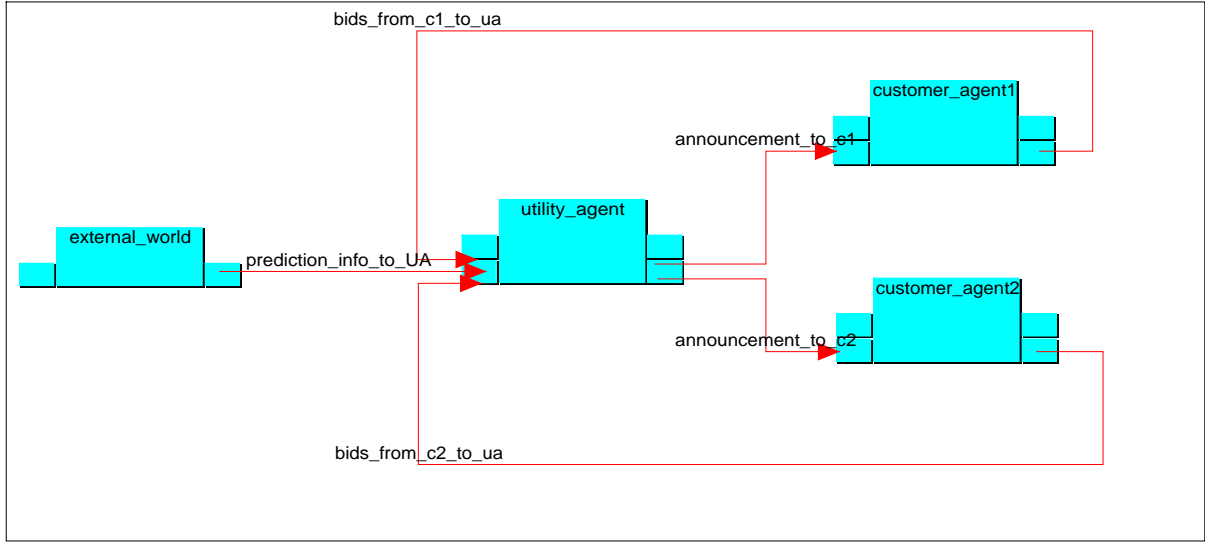 bids_from_c1_to_ua
customer_agent1
announcement_to_c1
utility_agent
external_world
prediction_info_to_UA
customer_agent2
announcement_to_c2
bids_from_c2_to_ua